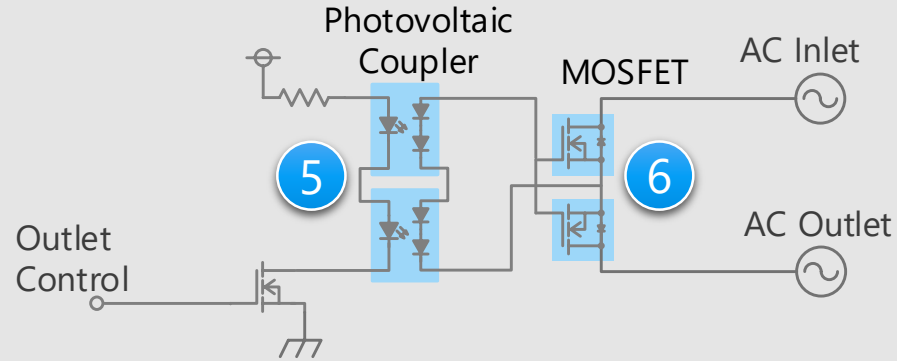 Photovoltaic
Coupler
MOSFET
AC Inlet
5
6
AC Outlet
Outlet
Control